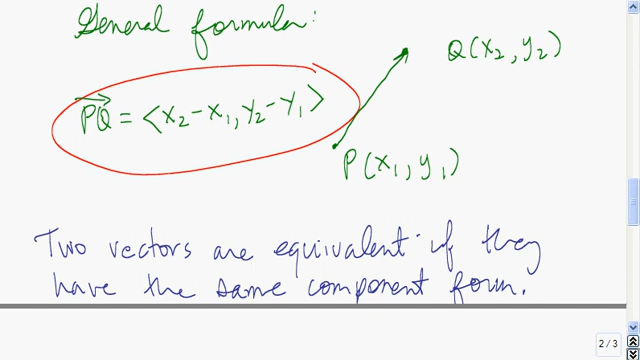 General formula:
Q(x₂, y₂)
P͞Q⃗ = ⟨x₂ − x₁, y₂ − y₁⟩
P(x₁, y₁)
Two vectors are equivalent if they
have the same component form.
2 / 3